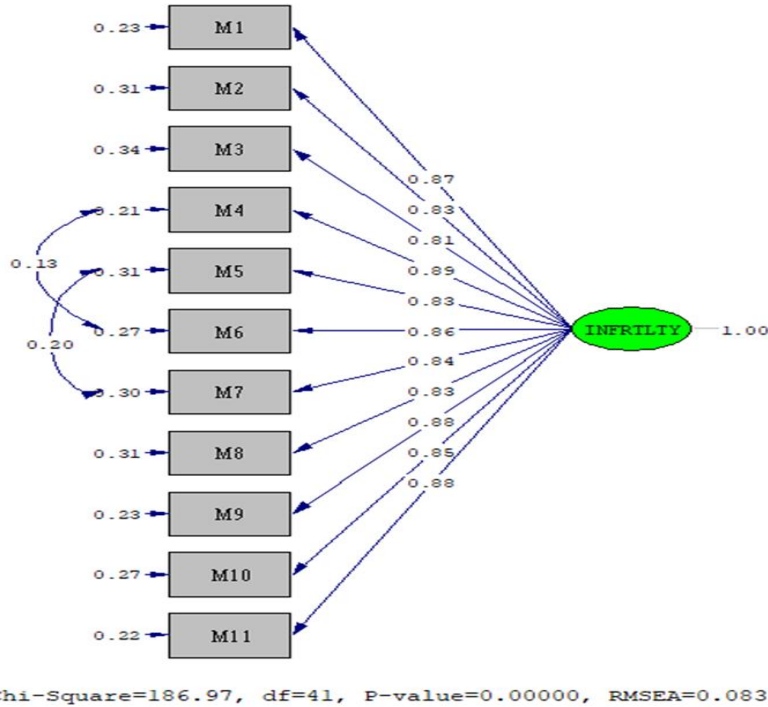 0.23 M1
0.31 M2
0.34 M3
0.87
0.21 M4
0.83
0.81
0.13
0.31 M5
0.89
0.83
0.27 M6 0.86 INFRTLTY 1.00
0.20
0.84
0.30 M7 0.83
0.88
0.31 M8 0.85
0.88
0.23 M9
0.27 M10
0.22 M11
hi-Square=186.97, df=41, P-value=0.00000, RMSEA=0.083